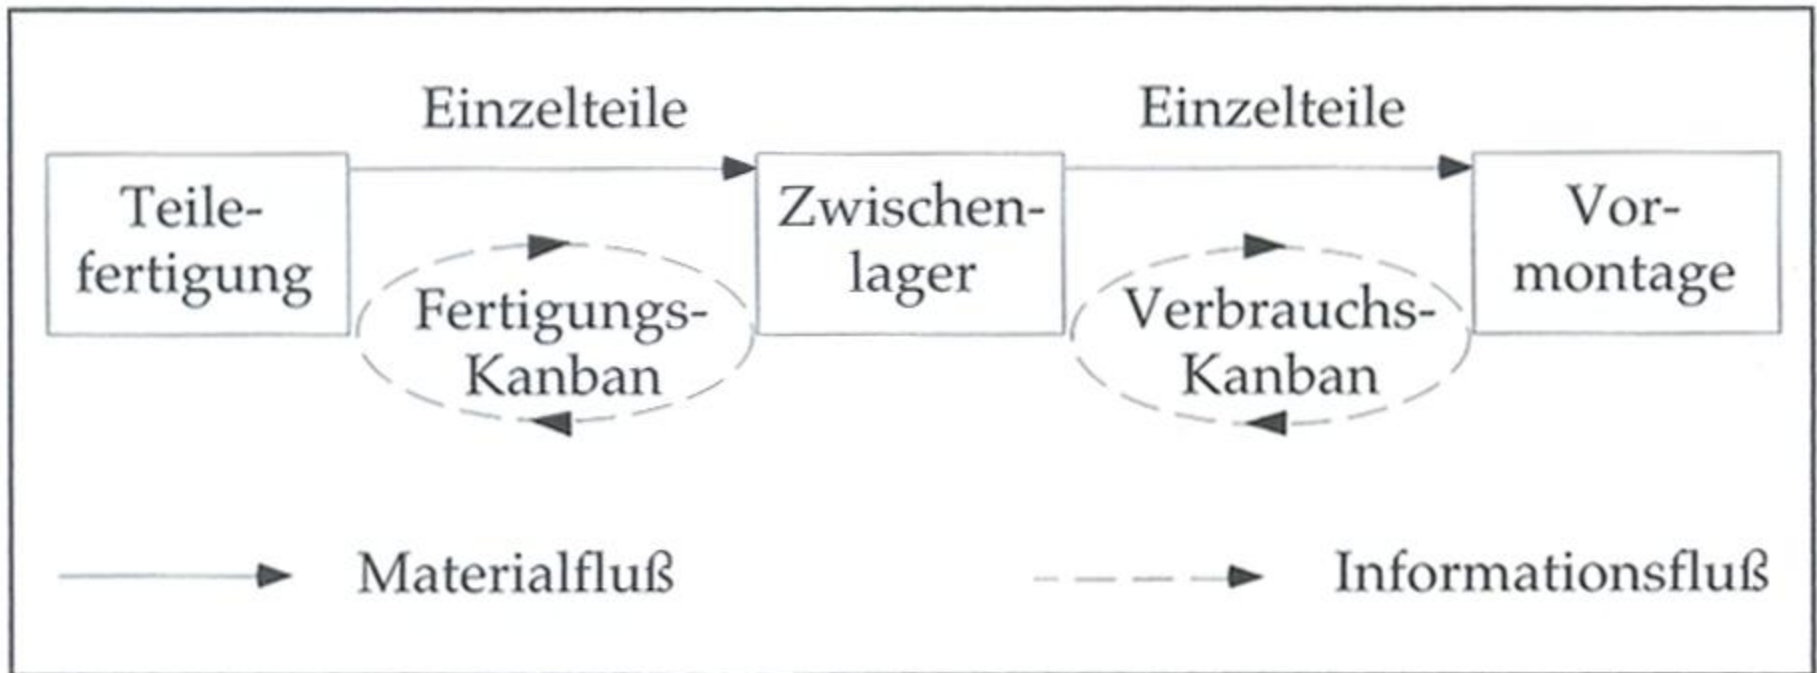 Einzelteile
Einzelteile
Teile-
fertigung
Zwischen-
lager
Vor-
montage
Fertigungs-
Kanban
Verbrauchs-
Kanban
Materialfluß
Informationsfluß